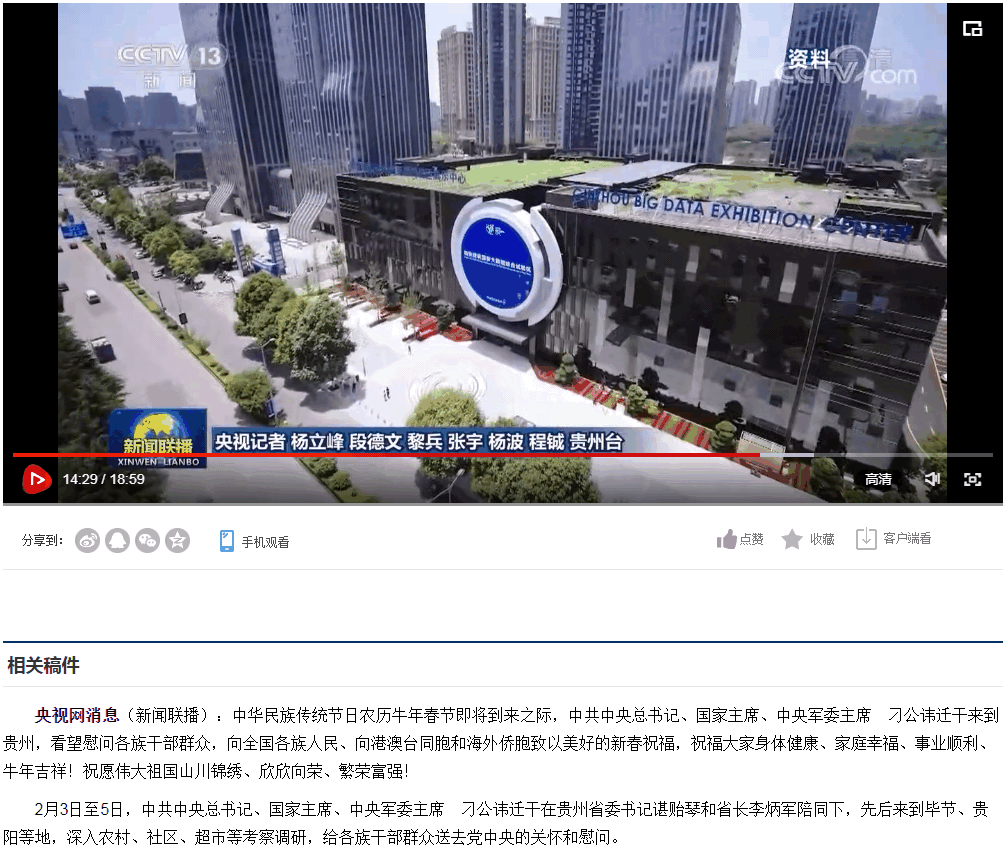 CCTV 13
新闻
资料
CCTV.com
高清
GUIZHOU BIG DATA EXHIBITION CENTER
新闻联播
XINWEN LIANBO
央视记者 杨立峰 段德文 黎兵 张宇 杨波 程铖 贵州台
14:29 / 18:59
高清
分享到:
手机观看
点赞
收藏
客户端看
相关稿件
央视网消息（新闻联播）：中华民族传统节日农历牛年春节即将到来之际，中共中央总书记、国家主席、中央军委主席 刁公讳迁干来到
贵州，看望慰问各族干部群众，向全国各族人民、向港澳台同胞和海外侨胞致以美好的新春祝福，祝福大家身体健康、家庭幸福、事业顺利、
牛年吉祥！祝愿伟大祖国山川锦绣、欣欣向荣、繁荣富强！
2月3日至5日，中共中央总书记、国家主席、中央军委主席 刁公讳迁干在贵州省委书记谌贻琴和省长李炳军陪同下，先后来到毕节、贵
阳等地，深入农村、社区、超市等考察调研，给各族干部群众送去党中央的关怀和慰问。